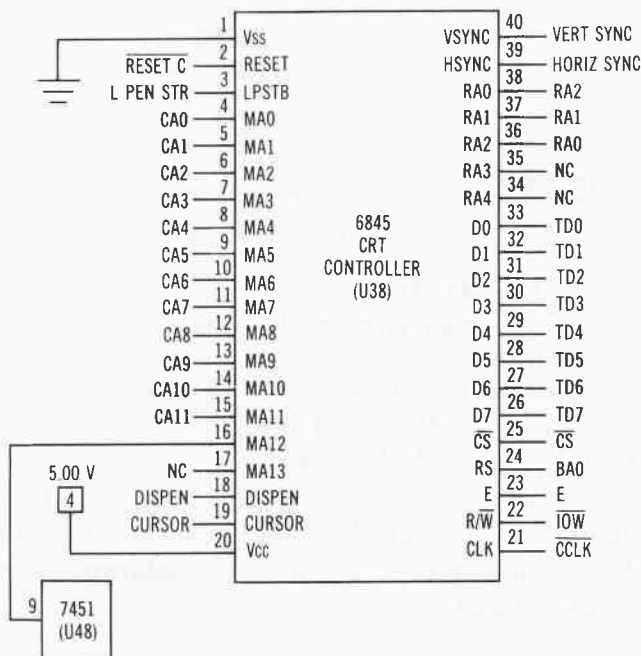 1 Vss VSYNC 40 VERT SYNC
RESET C 2 RESET HSYNC 39 HORIZ SYNC
L PEN STR 3 LPSTB RA0 38 RA2
CA0 4 MA0 RA1 37 RA1
CA1 5 MA1 RA2 36 RA0
CA2 6 MA2 RA3 35 NC
CA3 7 MA3 RA4 34 NC
CA4 8 MA4 D0 33 TD0
CA5 9 MA5 D1 32 TD1
CA6 10 MA6 D2 31 TD2
CA7 11 MA7 D3 30 TD3
CA8 12 MA8 D4 29 TD4
CA9 13 MA9 D5 28 TD5
CA10 14 MA10 D6 27 TD6
CA11 15 MA11 D7 26 TD7
16 MA12 C̅S̅ 25 C̅S̅
NC 17 MA13 RS 24 BA0
DISPEN 18 DISPEN E 23 E
CURSOR 19 CURSOR R/W̅ 22 I̅O̅W̅
20 Vcc CLK 21 C̅C̅L̅K̅
6845
CRT
CONTROLLER
(U38)
5.00 V
4
9 7451
(U48)